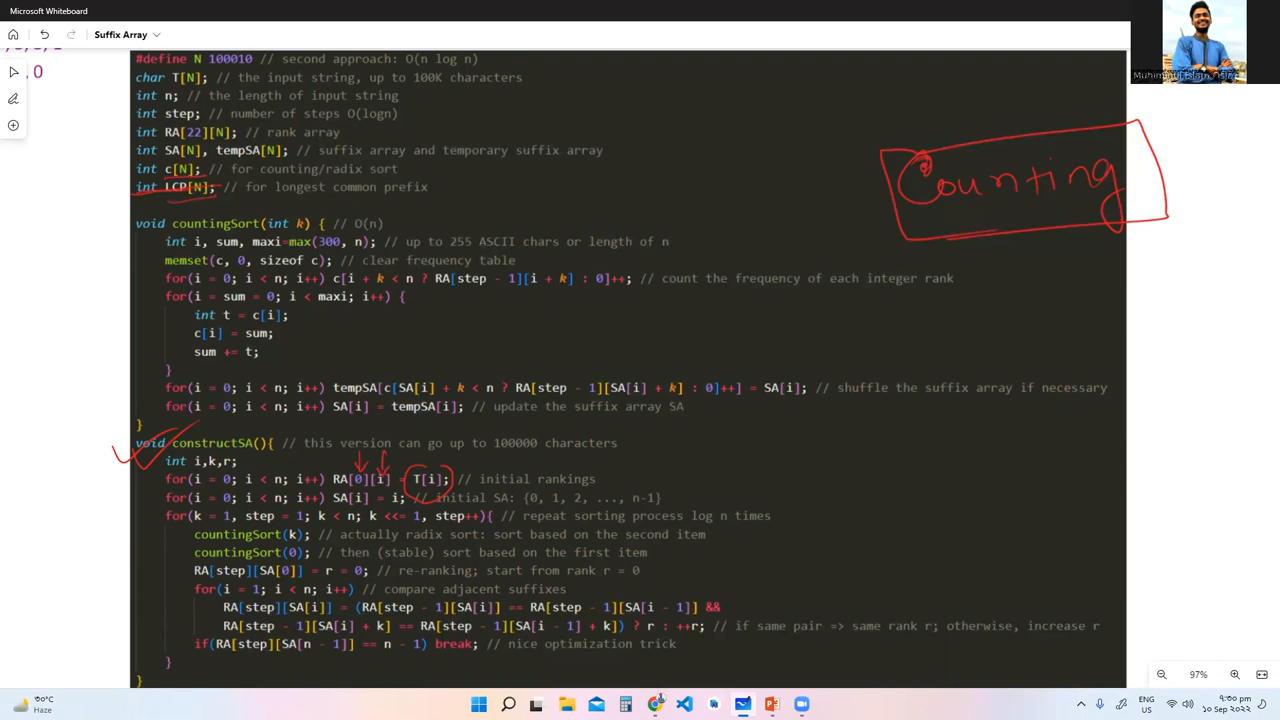 Microsoft Whiteboard
Suffix Array
, 0
Muhiminul Islam Osim
#define N 100010 // second approach: O(n log n)
char T[N]; // the input string, up to 100K characters
int n; // the length of input string
int step; // number of steps O(logn)
int RA[22][N]; // rank array
int SA[N], tempSA[N]; // suffix array and temporary suffix array
int c[N]; // for counting/radix sort
int LCP[N]; // for longest common prefix
Counting
void countingSort(int k) { // O(n)
int i, sum, maxi=max(300, n); // up to 255 ASCII chars or length of n
memset(c, 0, sizeof c); // clear frequency table
for(i = 0; i < n; i++) c[i + k < n ? RA[step - 1][i + k] : 0]++; // count the frequency of each integer rank
for(i = sum = 0; i < maxi; i++) {
int t = c[i];
c[i] = sum;
sum += t;
}
for(i = 0; i < n; i++) tempSA[c[SA[i] + k < n ? RA[step - 1][SA[i] + k] : 0]++] = SA[i]; // shuffle the suffix array if necessary
for(i = 0; i < n; i++) SA[i] = tempSA[i]; // update the suffix array SA
}
void constructSA(){ // this version can go up to 100000 characters
int i,k,r;
for(i = 0; i < n; i++) RA[0][i] = T[i]; // initial rankings
for(i = 0; i < n; i++) SA[i] = i; // initial SA: {0, 1, 2, ..., n-1}
for(k = 1, step = 1; k < n; k <<= 1, step++){ // repeat sorting process log n times
countingSort(k); // actually radix sort: sort based on the second item
countingSort(0); // then (stable) sort based on the first item
RA[step][SA[0]] = r = 0; // re-ranking; start from rank r = 0
for(i = 1; i < n; i++) // compare adjacent suffixes
RA[step][SA[i]] = (RA[step - 1][SA[i]] == RA[step - 1][SA[i - 1]] &&
RA[step - 1][SA[i] + k] == RA[step - 1][SA[i - 1] + k]) ? r : ++r; // if same pair => same rank r; otherwise, increase r
if(RA[step][SA[n - 1]] == n - 1) break; // nice optimization trick
}
}
97%
৩০°C
Haze
ENG
US
৯:৩০ PM
১০ সেপ্ট ২০২২